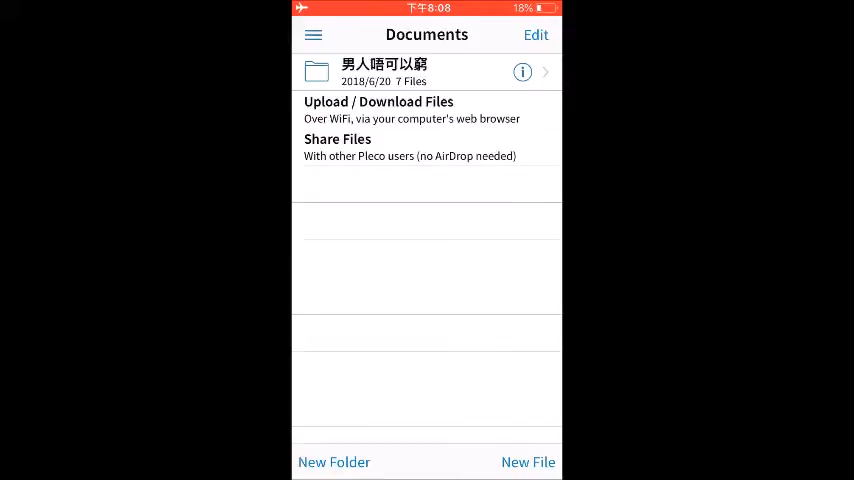 下午8:08
18%
Documents
Edit
男人唔可以窮
2018/6/20 7 Files
Upload / Download Files
Over WiFi, via your computer's web browser
Share Files
With other Pleco users (no AirDrop needed)
New Folder
New File